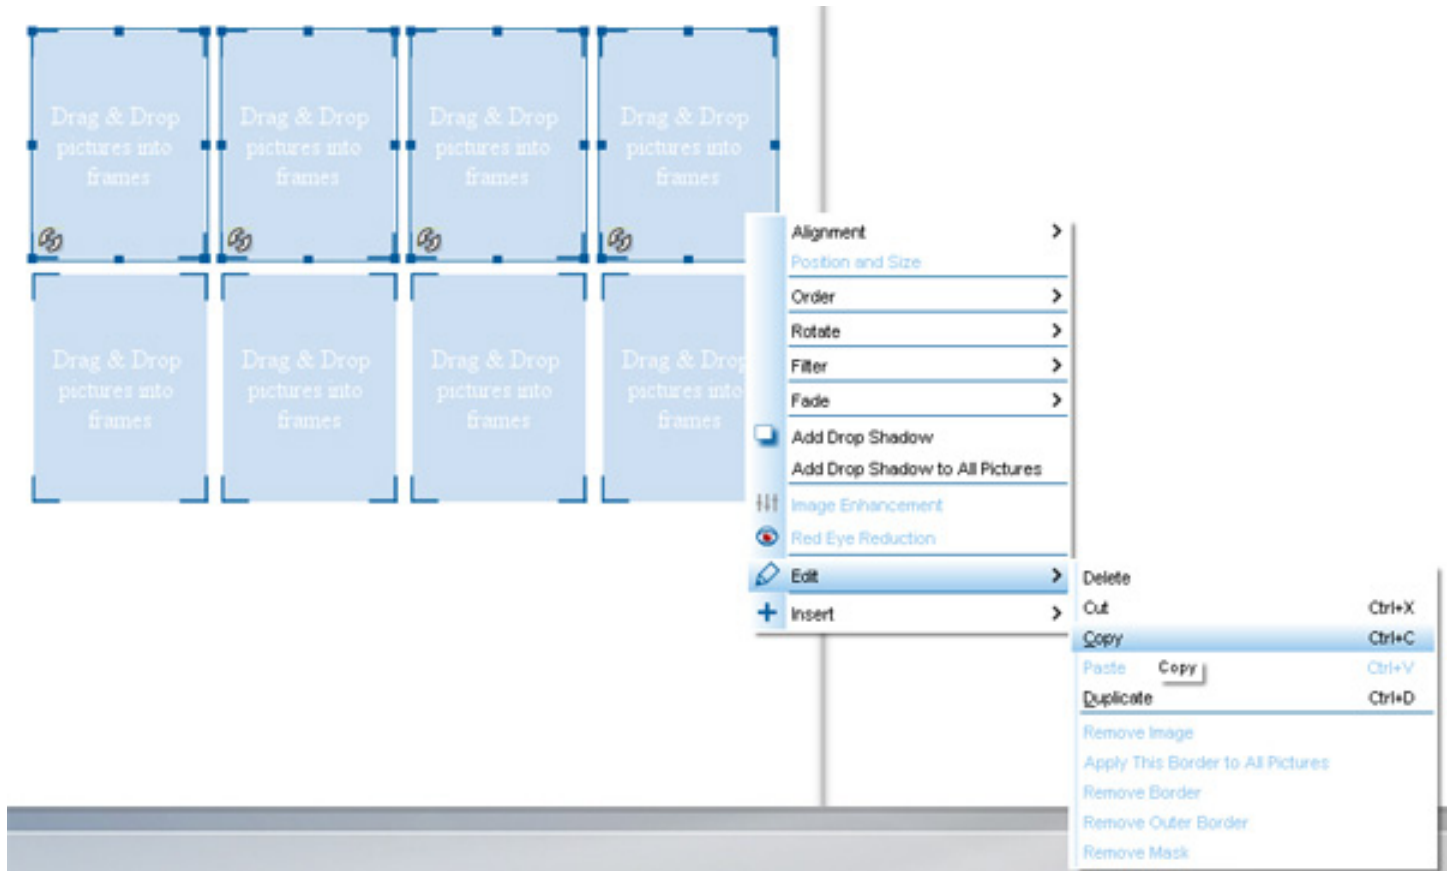 Drag & Drop
pictures into
frames
Drag & Drop
pictures into
frames
Drag & Drop
pictures into
frames
Drag & Drop
pictures into
frames
Drag & Drop
pictures into
frames
Drag & Drop
pictures into
frames
Drag & Drop
pictures into
frames
Drag & Drop
pictures into
frames
Alignment
Position and Size
Order
Rotate
Filter
Fade
Add Drop Shadow
Add Drop Shadow to All Pictures
Image Enhancement
Red Eye Reduction
Edit
Insert
Delete
Cut Ctrl+X
Copy Ctrl+C
Paste Copy Ctrl+V
Duplicate Ctrl+D
Remove Image
Apply This Border to All Pictures
Remove Border
Remove Outer Border
Remove Mask